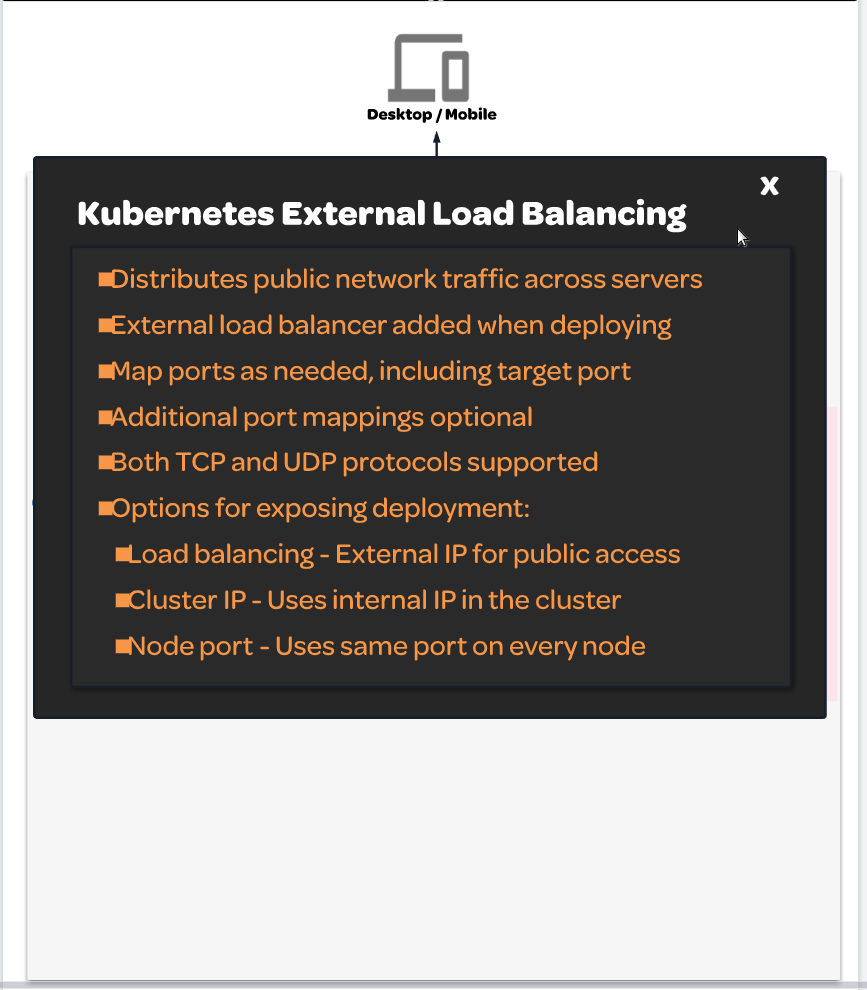 Desktop / Mobile
X
Kubernetes External Load Balancing
Distributes public network traffic across servers
External load balancer added when deploying
Map ports as needed, including target port
Additional port mappings optional
Both TCP and UDP protocols supported
Options for exposing deployment:
Load balancing - External IP for public access
Cluster IP - Uses internal IP in the cluster
Node port - Uses same port on every node